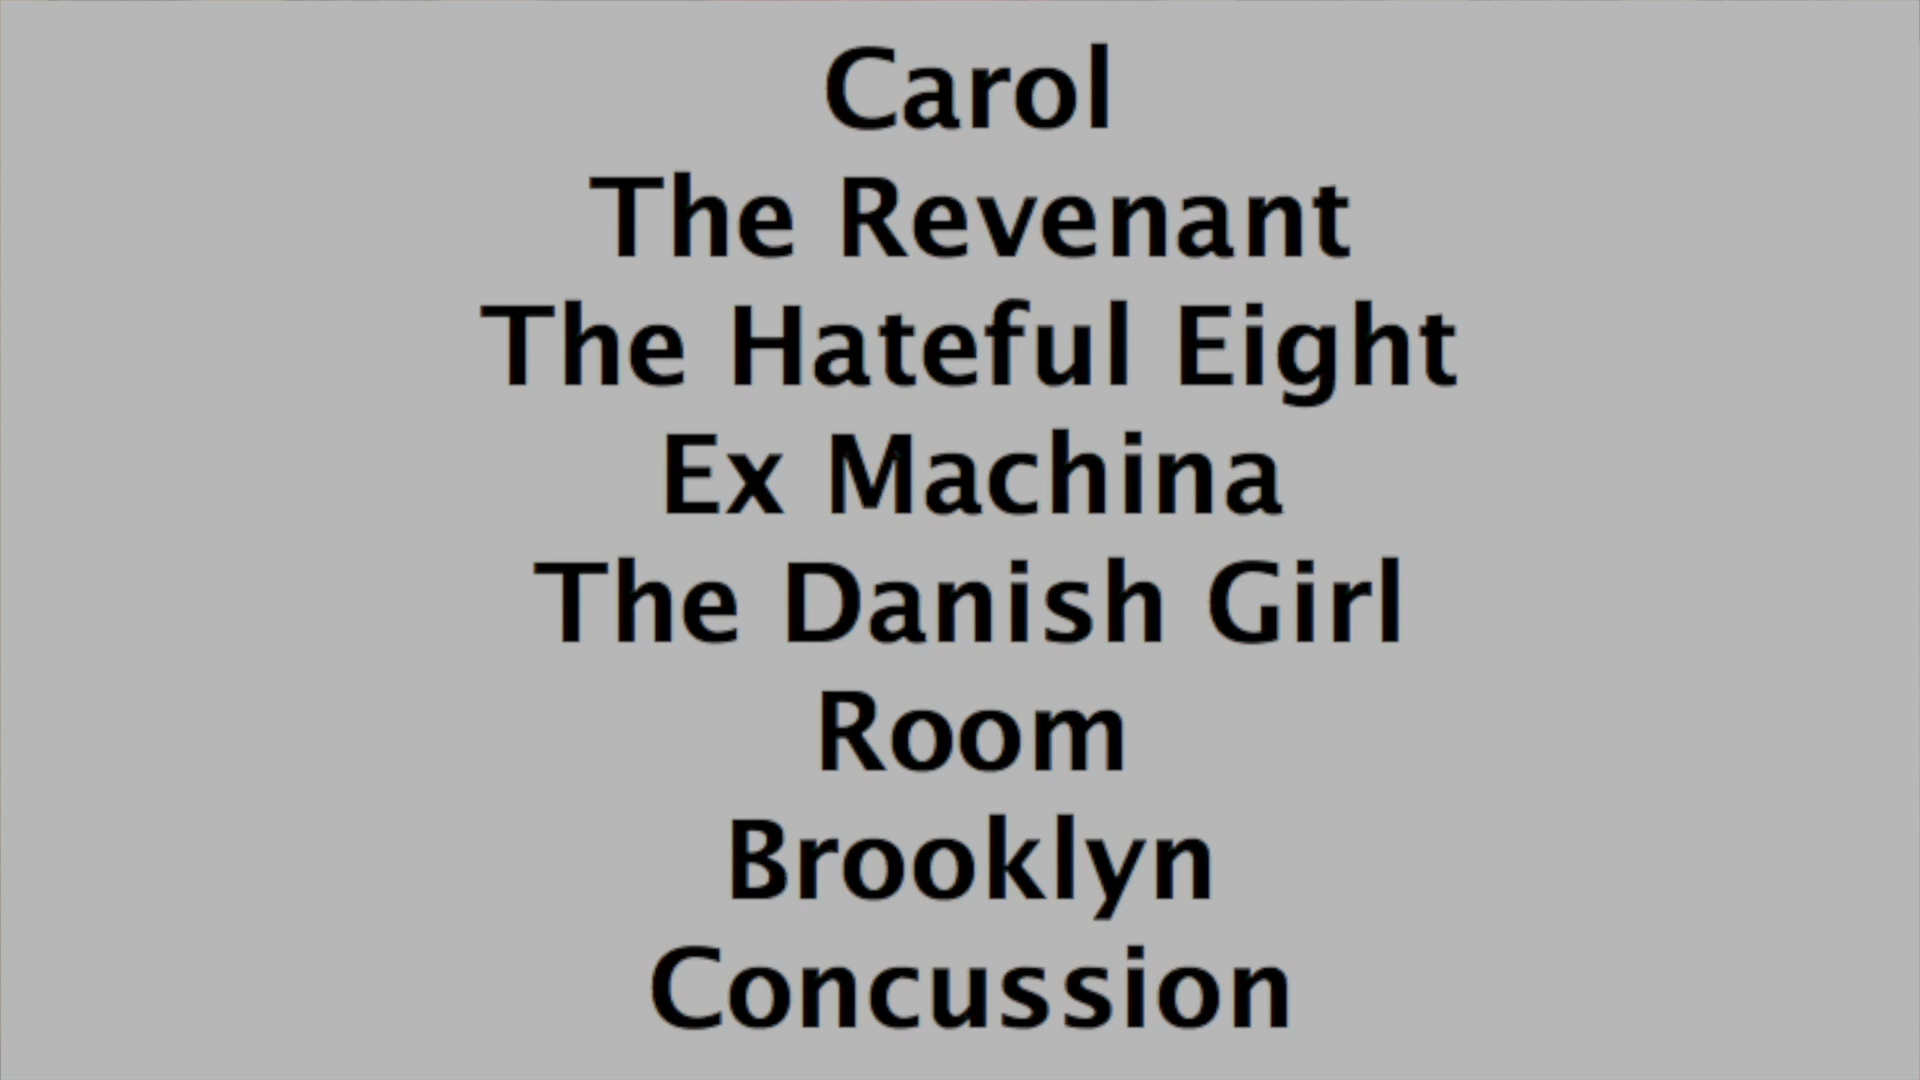 Carol
The Revenant
The Hateful Eight
Ex Machina
The Danish Girl
Room
Brooklyn
Concussion